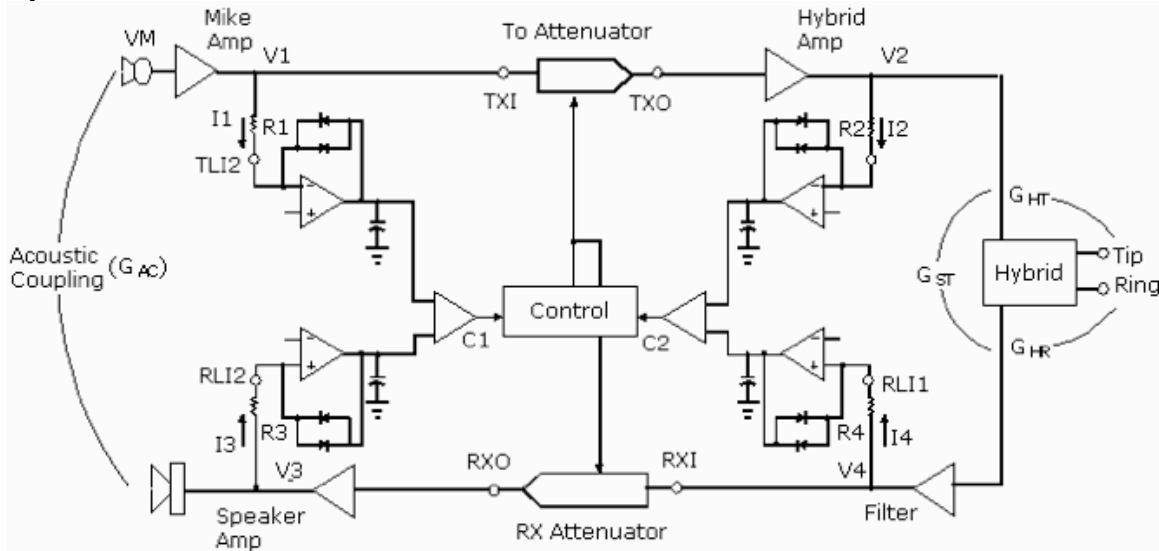 Mike
Amp
VM
V1
To Attenuator
TXI
TXO
Hybrid
Amp
V2
I1
R1
TLI2
R2
I2
- 
+
-
+
Acoustic
Coupling (G AC)
G HT
G ST
Hybrid
Tip
Ring
G HR
Control
C1
C2
-
+
-
+
RLI2
I3
R3
RLI1
R4
I4
V3
RXO
RXI
V4
Speaker
Amp
RX Attenuator
Filter